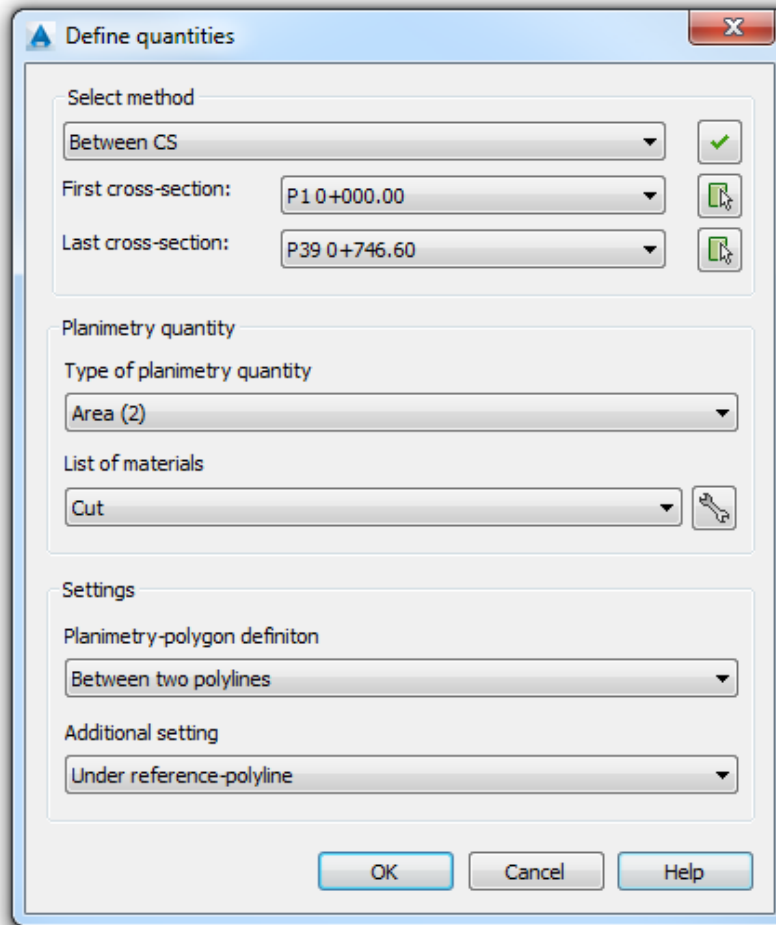 Define quantities
Select method
Between CS
First cross-section:
P1 0+000.00
Last cross-section:
P39 0+746.60
Planimetry quantity
Type of planimetry quantity
Area (2)
List of materials
Cut
Settings
Planimetry-polygon definiton
Between two polylines
Additional setting
Under reference-polyline
OK Cancel Help